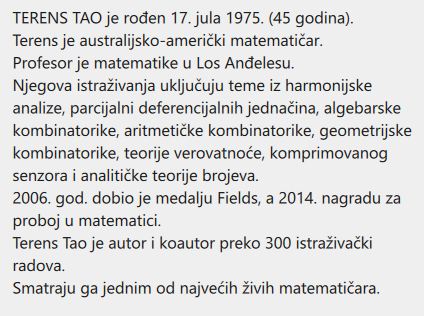 TERENS TAO je rođen 17. jula 1975. (45 godina).
Terens je australijsko-američki matematičar.
Profesor je matematike u Los Anđelesu.
Njegova istraživanja uključuju teme iz harmonijske
analize, parcijalni deferencijalnih jednačina, algebarske
kombinatorike, aritmetičke kombinatorike, geometrijske
kombinatorike, teorije verovatnoće, komprimovanog
senzora i analitičke teorije brojeva.
2006. god. dobio je medalju Fields, a 2014. nagradu za
proboj u matematici.
Terens Tao je autor i koautor preko 300 istraživački
radova.
Smatraju ga jednim od najvećih živih matematičara.